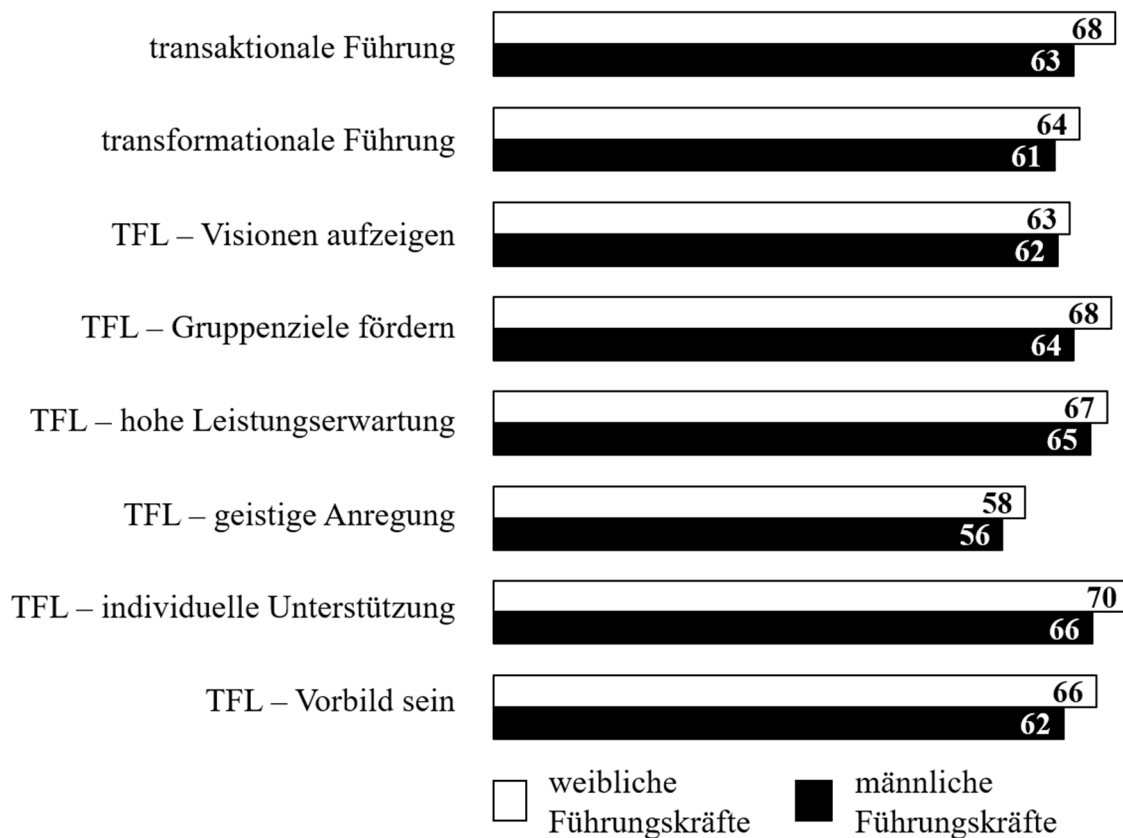 transaktionale Führung
68
63
transformationale Führung
64
61
TFL – Visionen aufzeigen
63
62
TFL – Gruppenziele fördern
68
64
TFL – hohe Leistungserwartung
67
65
TFL – geistige Anregung
58
56
TFL – individuelle Unterstützung
70
66
TFL – Vorbild sein
66
62
weibliche
Führungskräfte
männliche
Führungskräfte